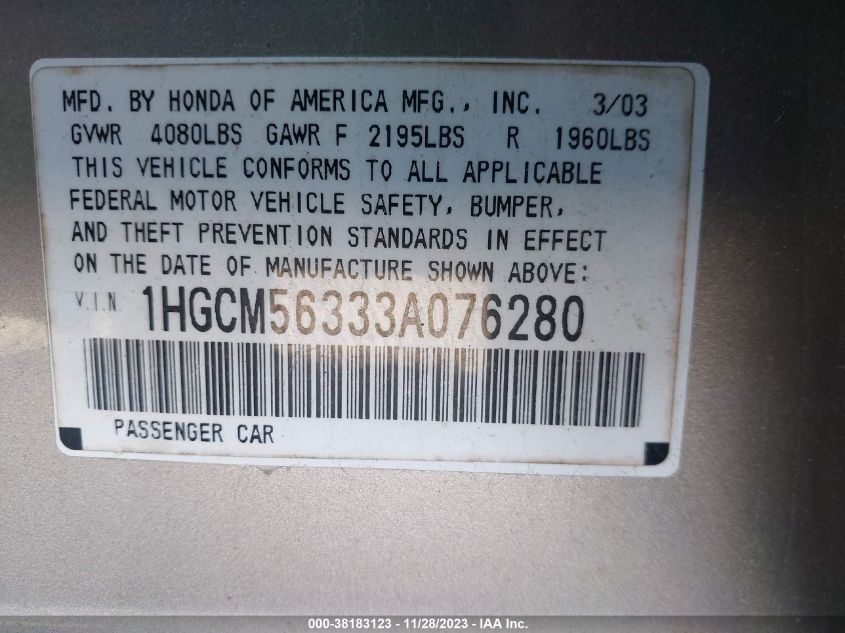 MFD. BY HONDA OF AMERICA MFG., INC. 3/03
GVWR 4080LBS GAWR F 2195LBS R 1960LBS
THIS VEHICLE CONFORMS TO ALL APPLICABLE
FEDERAL MOTOR VEHICLE SAFETY, BUMPER,
AND THEFT PREVENTION STANDARDS IN EFFECT
ON THE DATE OF MANUFACTURE SHOWN ABOVE:
V.I.N 1HGCM56333A076280
PASSENGER CAR
000-38183123 - 11/28/2023 - IAA Inc.